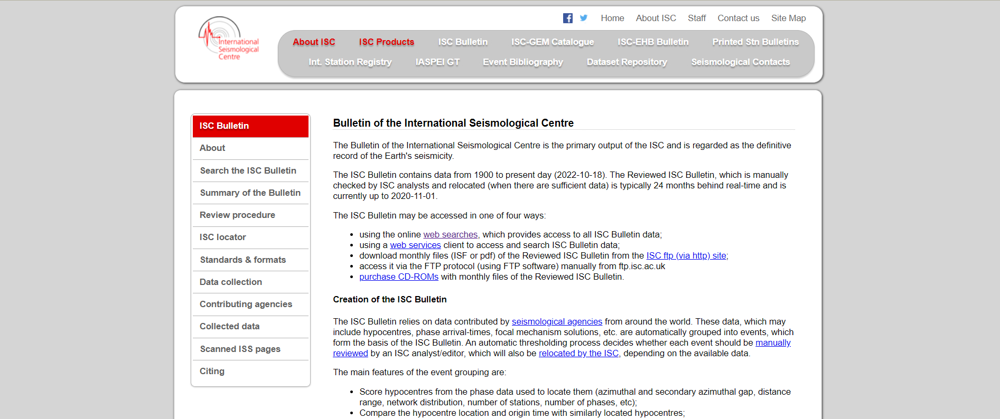 Home About ISC Staff Contact us Site Map
International
Seismological
Centre
About ISC ISC Products ISC Bulletin ISC-GEM Catalogue ISC-EHB Bulletin Printed Stn Bulletins
Int. Station Registry IASPEI GT Event Bibliography Dataset Repository Seismological Contacts
ISC Bulletin
About
Search the ISC Bulletin
Summary of the Bulletin
Review procedure
ISC locator
Standards & formats
Data collection
Contributing agencies
Collected data
Scanned ISS pages
Citing
Bulletin of the International Seismological Centre
The Bulletin of the International Seismological Centre is the primary output of the ISC and is regarded as the definitive
record of the Earth's seismicity.
The ISC Bulletin contains data from 1900 to present day (2022-10-18). The Reviewed ISC Bulletin, which is manually
checked by ISC analysts and relocated (when there are sufficient data) is typically 24 months behind real-time and is
currently up to 2020-11-01.
The ISC Bulletin may be accessed in one of four ways:
• using the online web searches, which provides access to all ISC Bulletin data;
• using a web services client to access and search ISC Bulletin data;
• download monthly files (ISF or pdf) of the Reviewed ISC Bulletin from the ISC ftp (via http) site;
• access it via the FTP protocol (using FTP software) manually from ftp.isc.ac.uk
• purchase CD-ROMs with monthly files of the Reviewed ISC Bulletin.
Creation of the ISC Bulletin
The ISC Bulletin relies on data contributed by seismological agencies from around the world. These data, which may
include hypocentres, phase arrival-times, focal mechanism solutions, etc. are automatically grouped into events, which
form the basis of the ISC Bulletin. An automatic thresholding process decides whether each event should be manually
reviewed by an ISC analyst/editor, which will also be relocated by the ISC, depending on the available data.
The main features of the event grouping are:
• Score hypocentres from the phase data used to locate them (azimuthal and secondary azimuthal gap, distance
range, network distribution, number of stations, number of phases, etc);
• Compare the hypocentre location and origin time with similarly located hypocentres;